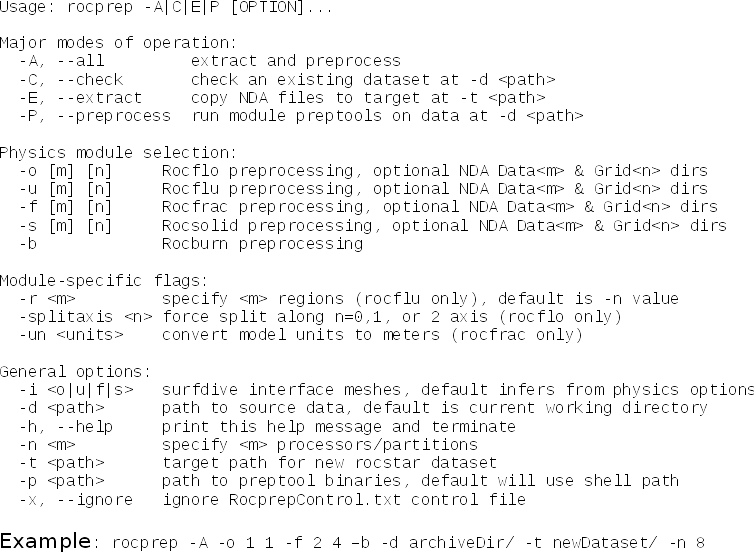 Usage: rocprep -A|C|E|P [OPTION]...
Major modes of operation:
-A, --all extract and preprocess
-C, --check check an existing dataset at -d <path>
-E, --extract copy NDA files to target at -t <path>
-P, --preprocess run module preptools on data at -d <path>
Physics module selection:
-o [m] [n] Rocflo preprocessing, optional NDA Data<m> & Grid<n> dirs
-u [m] [n] Rocflu preprocessing, optional NDA Data<m> & Grid<n> dirs
-f [m] [n] Rocfrac preprocessing, optional NDA Data<m> & Grid<n> dirs
-s [m] [n] Rocsolid preprocessing, optional NDA Data<m> & Grid<n> dirs
-b Rocburn preprocessing
Module-specific flags:
-r <m> specify <m> regions (rocflu only), default is -n value
-splitaxis <n> force split along n=0,1, or 2 axis (rocflo only)
-un <units> convert model units to meters (rocfrac only)
General options:
-i <o|u|f|s> surfdive interface meshes, default infers from physics options
-d <path> path to source data, default is current working directory
-h, --help print this help message and terminate
-n <m> specify <m> processors/partitions
-t <path> target path for new rocstar dataset
-p <path> path to preptool binaries, default will use shell path
-x, --ignore ignore RocprepControl.txt control file
Example: rocprep -A -o 1 1 -f 2 4 –b -d archiveDir/ -t newDataset/ -n 8